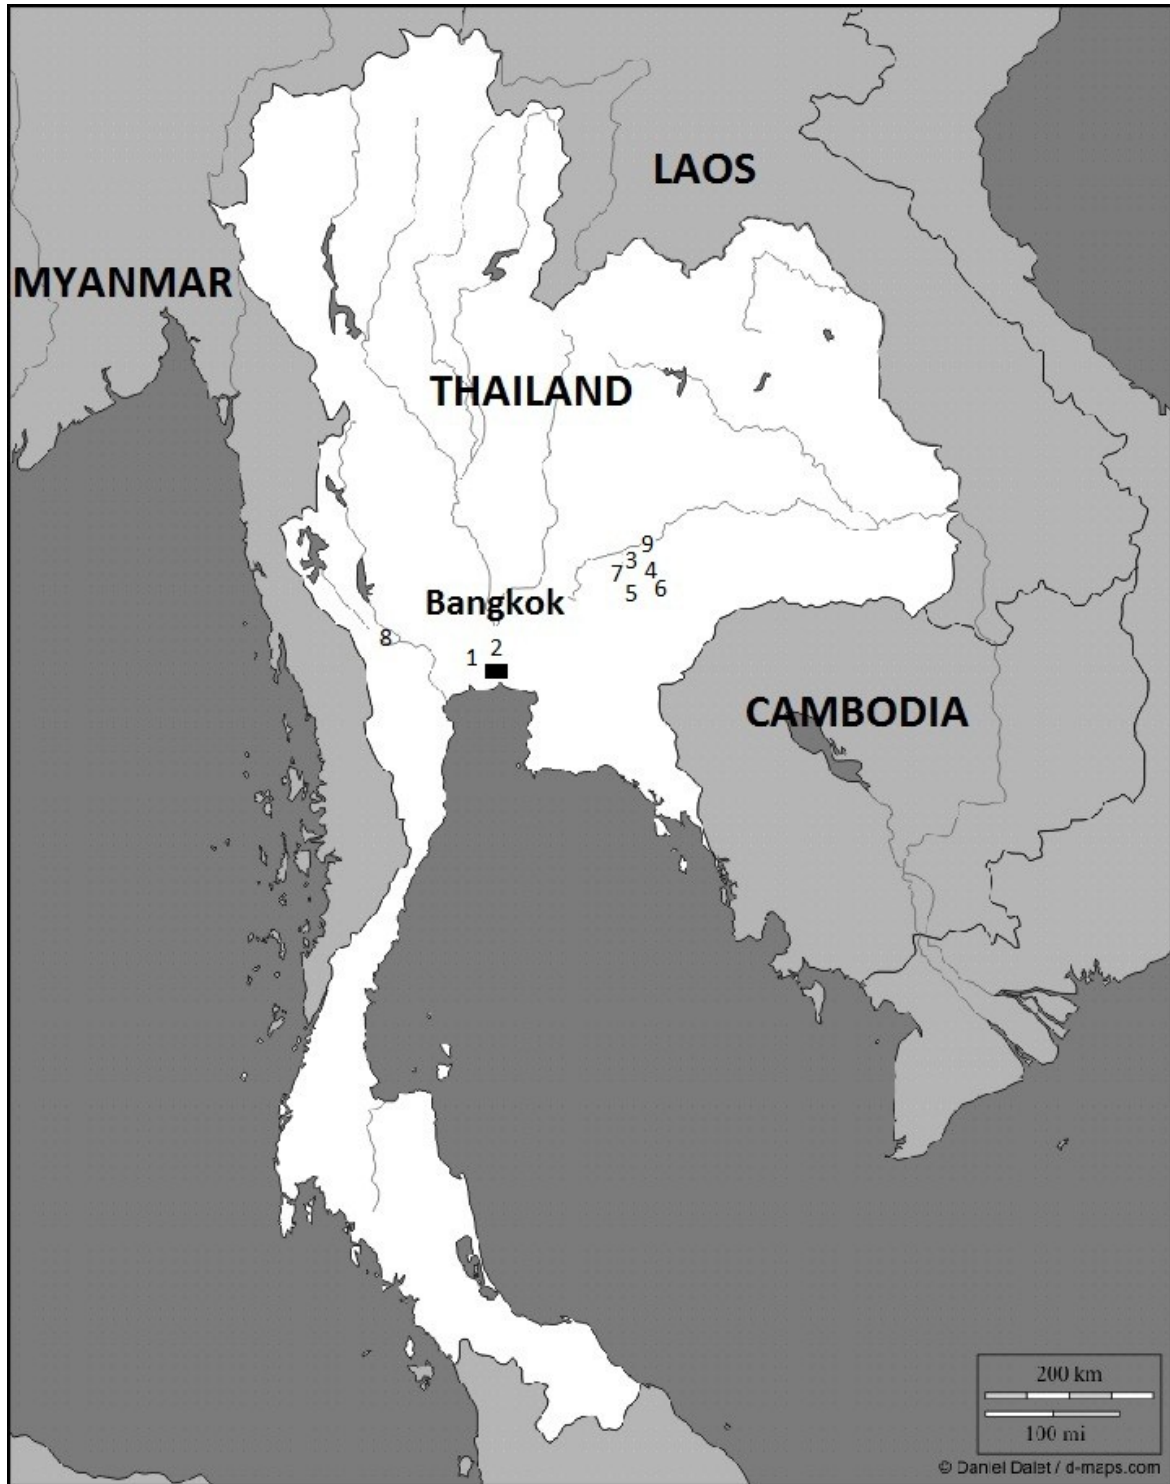 LAOS
MYANMAR
THAILAND
9
3
7 4
5 6
Bangkok
8
1 2
CAMBODIA
200 km
100 mi
© Daniel Dalet / d-maps.com